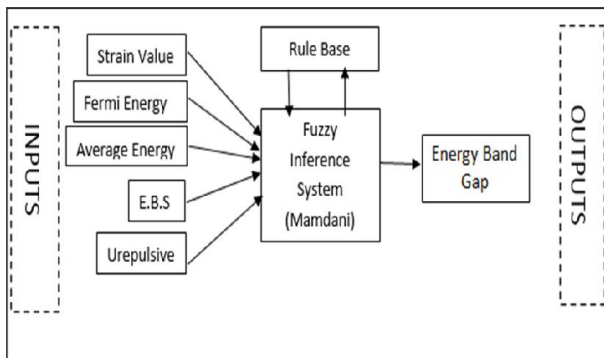 INPUTS
Strain Value
Fermi Energy
Average Energy
E.B.S
Urepulsive
Rule Base
Fuzzy
Inference
System
(Mamdani)
Energy Band
Gap
OUTPUTS